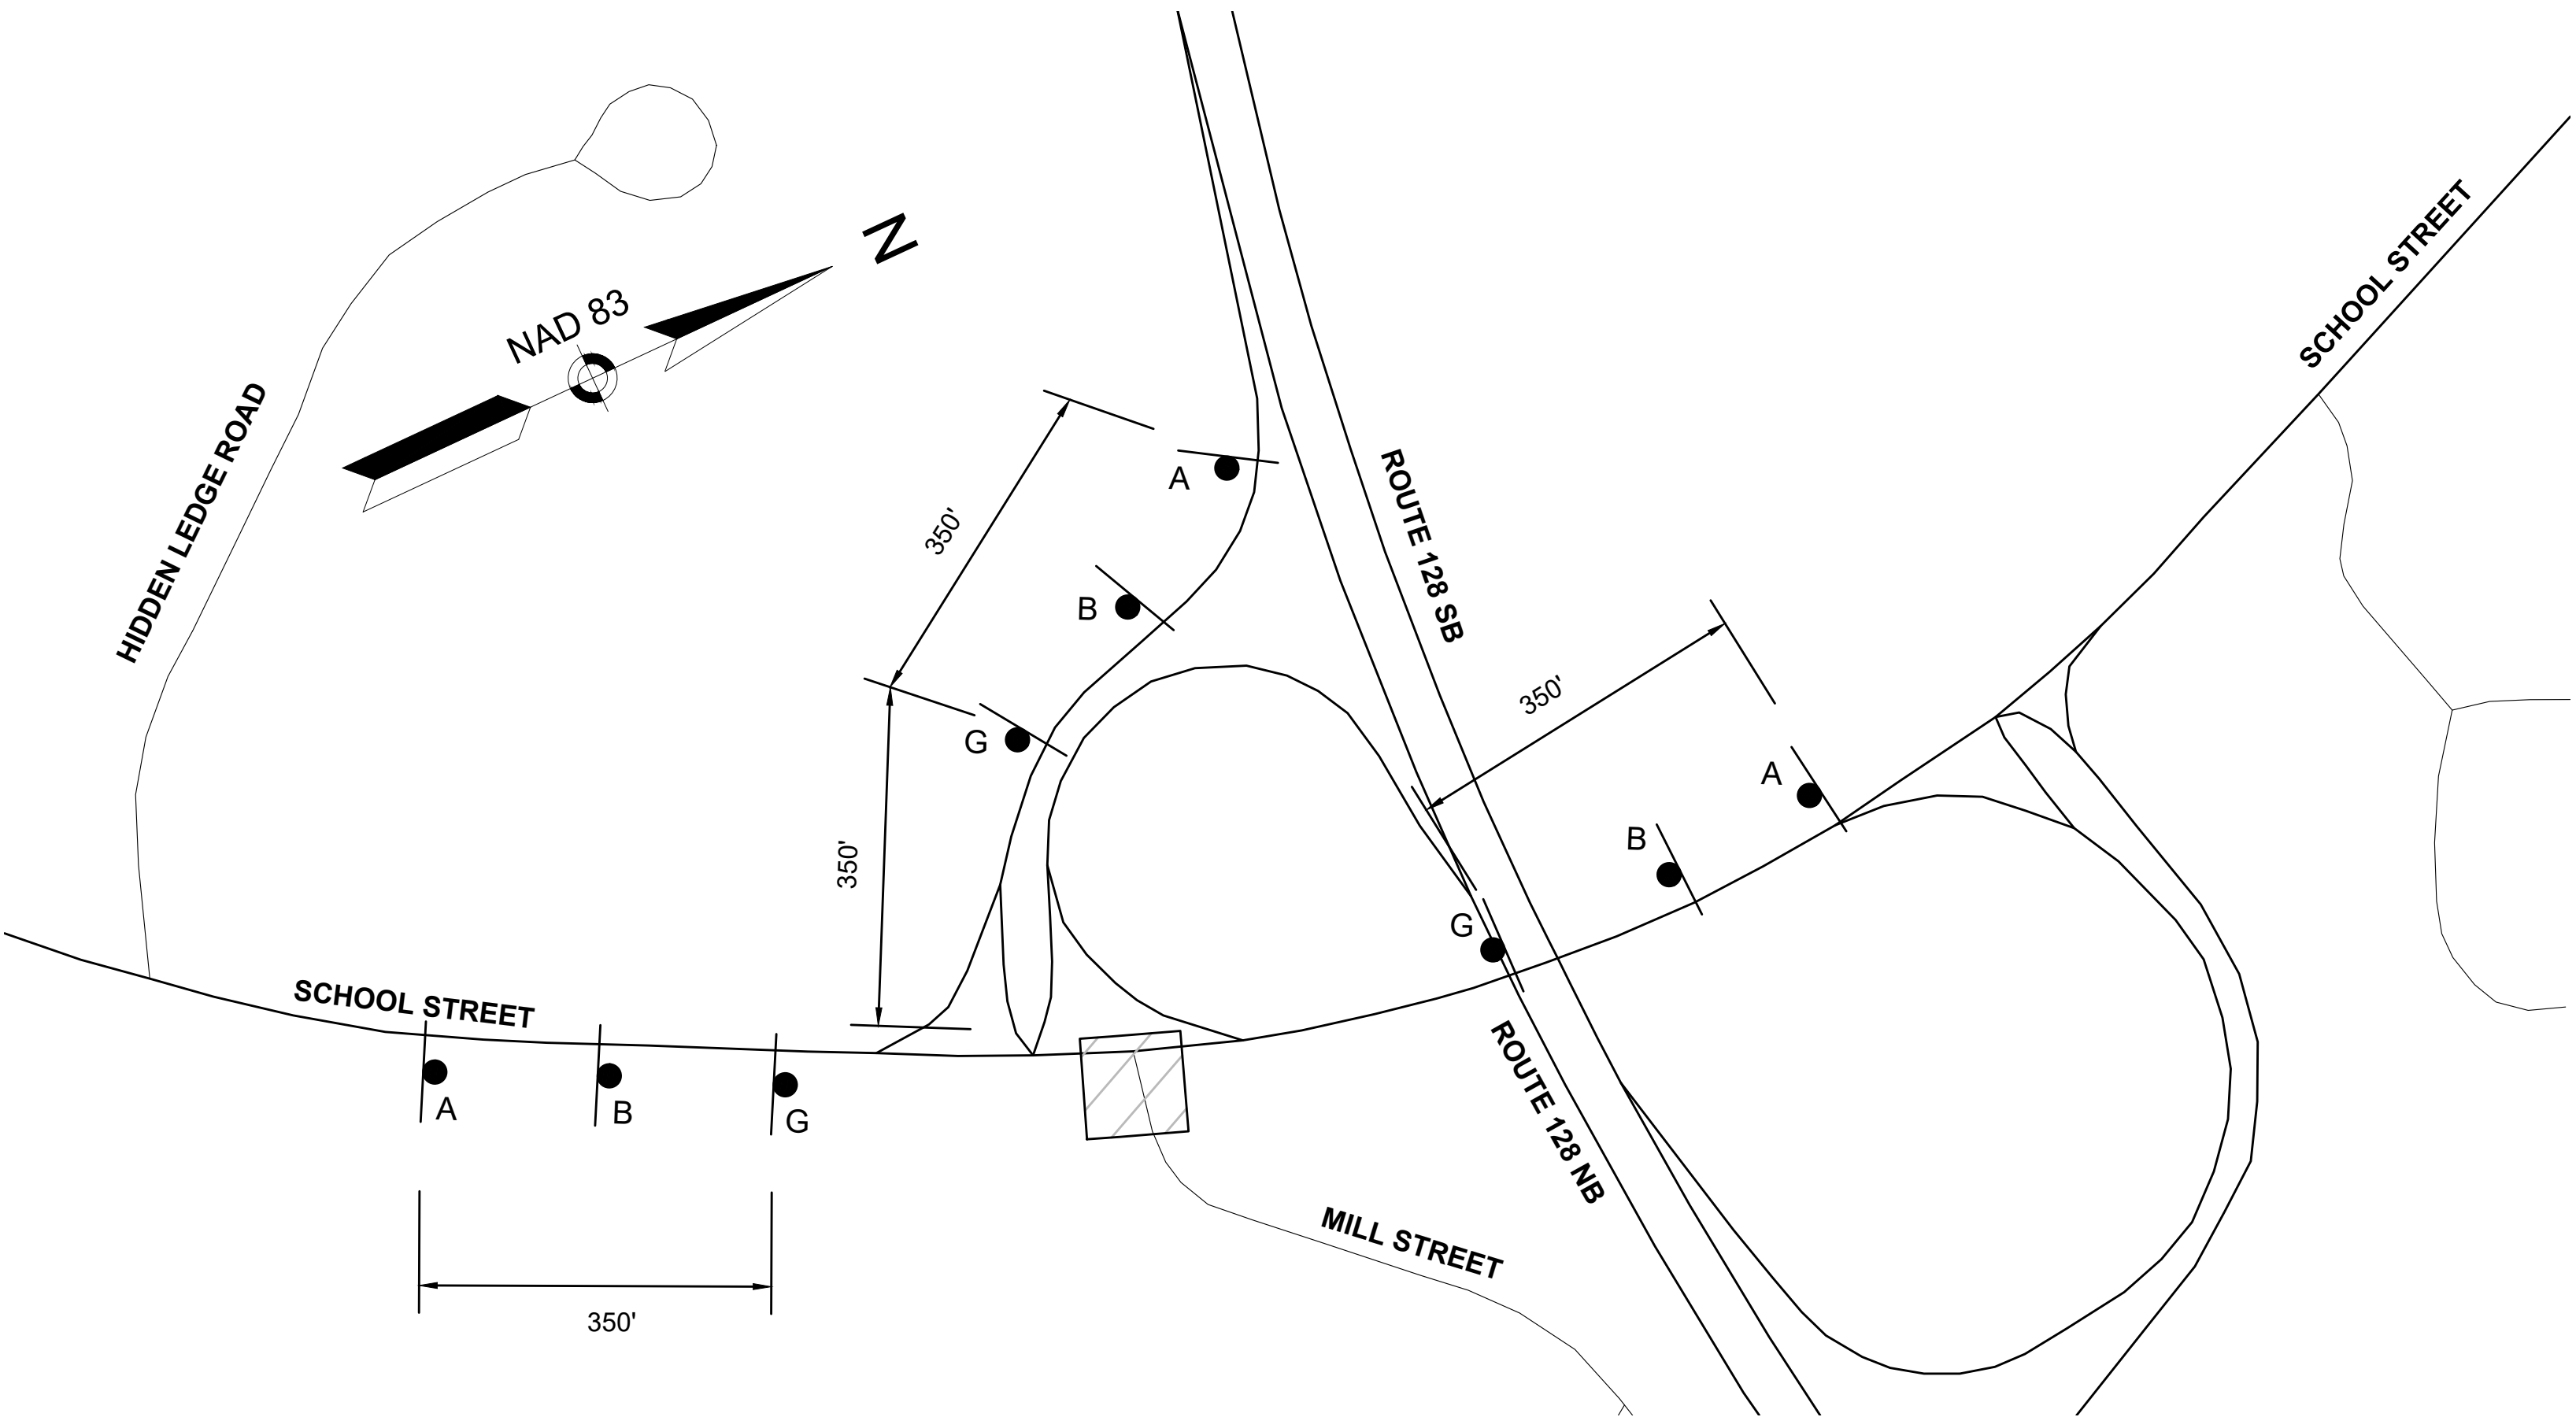 N
NAD 83
HIDDEN LEDGE ROAD
SCHOOL STREET
ROUTE 128 SB
A
350'
B
350'
A
G
B
350'
G
SCHOOL STREET
ROUTE 128 NB
A
B
G
MILL STREET
350'